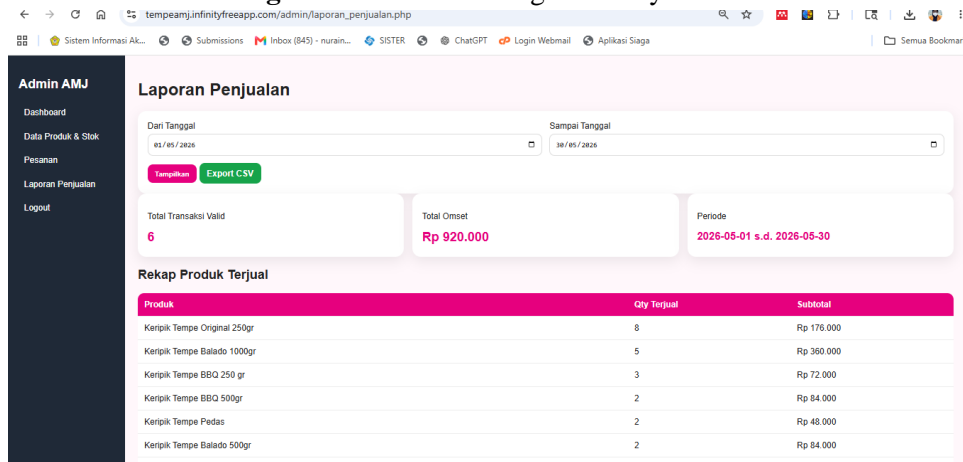 tempeamj.infinityfreeapp.com/admin/laporan_penjualan.php
Sistem Informasi Ak... Submissions Inbox (845) - nurain... SISTER ChatGPT Login Webmail Aplikasi Siaga Semua Bookmar
Admin AMJ
Dashboard
Data Produk & Stok
Pesanan
Laporan Penjualan
Logout
Laporan Penjualan
Dari Tanggal Sampai Tanggal
01/05/2026 30/05/2026
Tampilkan Export CSV
Total Transaksi Valid Total Omset Periode
6 Rp 920.000 2026-05-01 s.d. 2026-05-30
Rekap Produk Terjual
Produk Qty Terjual Subtotal
Keripik Tempe Original 250gr 8 Rp 176.000
Keripik Tempe Balado 1000gr 5 Rp 360.000
Keripik Tempe BBQ 250 gr 3 Rp 72.000
Keripik Tempe BBQ 500gr 2 Rp 84.000
Keripik Tempe Pedas 2 Rp 48.000
Keripik Tempe Balado 500gr 2 Rp 84.000